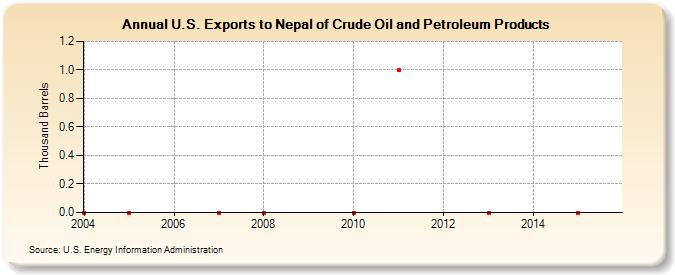 Annual U.S. Exports to Nepal of Crude Oil and Petroleum Products
Thousand Barrels
1.2
1.0
0.8
0.6
0.4
0.2
0.0
2004 2006 2008 2010 2012 2014
Source: U.S. Energy Information Administration